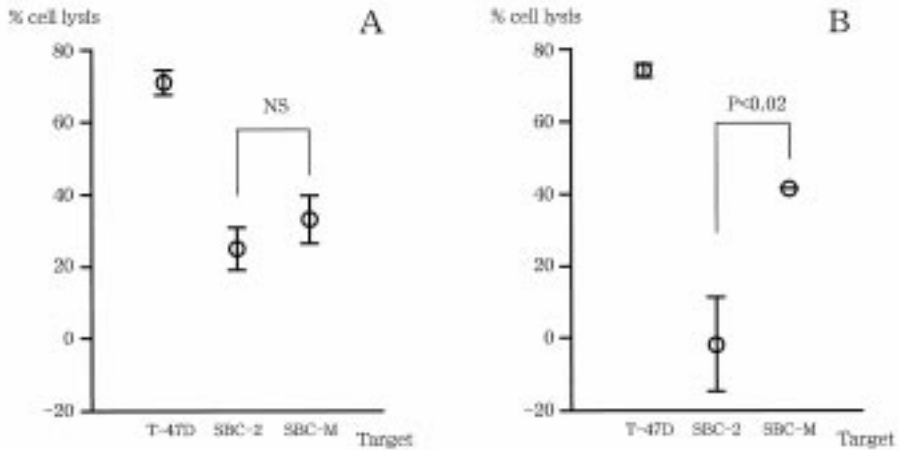 % cell lysis
A
80
60
40
20
0
-20
NS
T-47D SBC-2 SBC-M Target
% cell lysis
B
80
60
40
20
0
-20
P<0.02
T-47D SBC-2 SBC-M Target